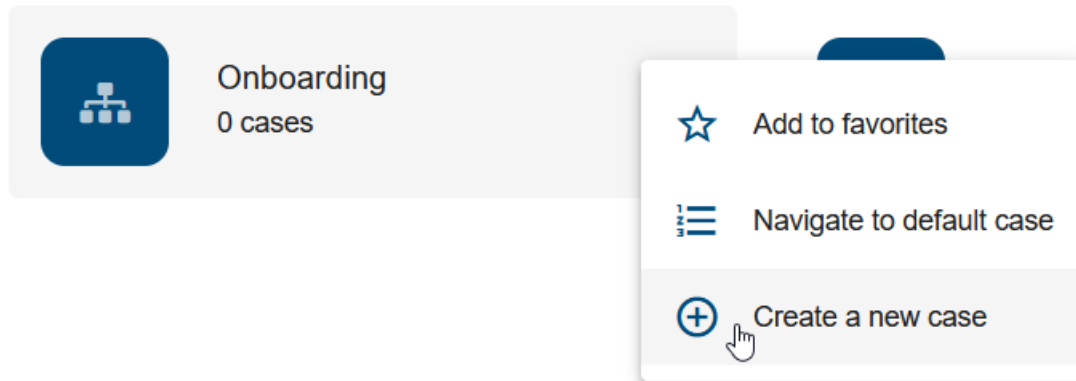 Onboarding
0 cases
Add to favorites
Navigate to default case
Create a new case